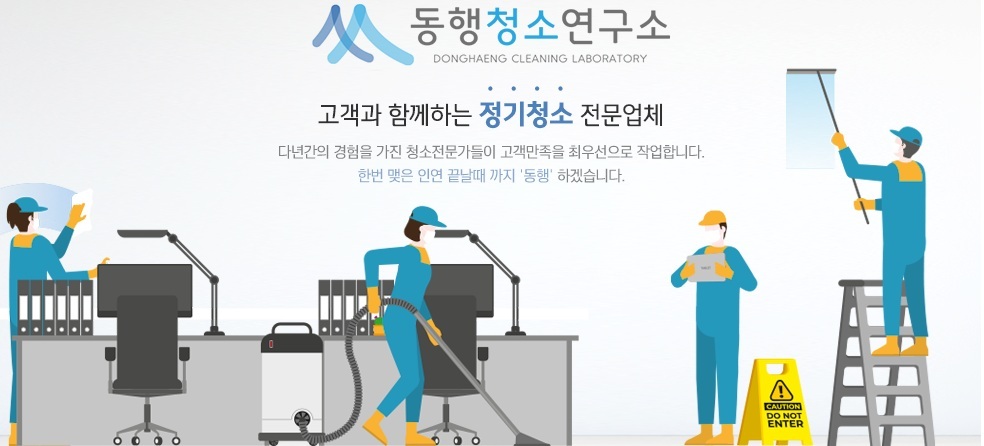 동행청소연구소
DONGHAENG CLEANING LABORATORY
고객과 함께하는 정기청소 전문업체
다년간의 경험을 가진 청소전문가들이 고객만족을 최우선으로 작업합니다.
한번 맺은 인연 끝날때 까지 '동행' 하겠습니다.
CAUTION
DO NOT
ENTER